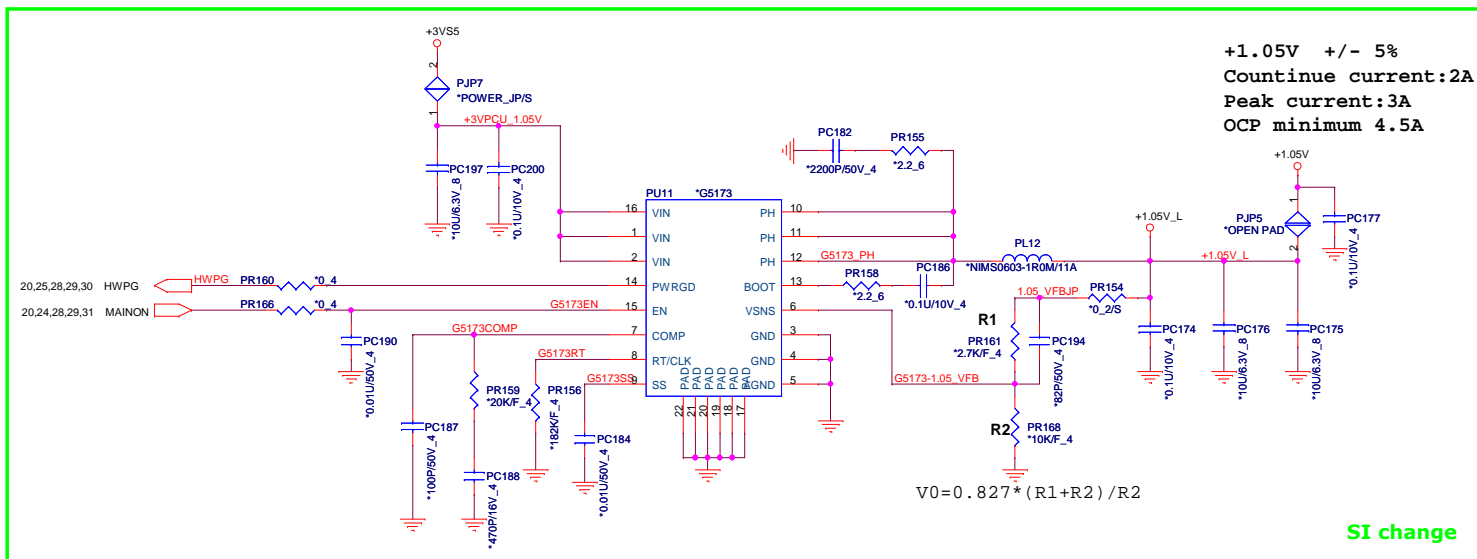 +3VS5
2
PJP7
*POWER_JP/S
1
+3VPCU_1.05V
PC197
*10U/6.3V_8
PC200
*0.1U/10V_4
+1.05V +/- 5%
Countinue current:2A
Peak current:3A
OCP minimum 4.5A
PC182
*2200P/50V_4
PR155
*2.2_6
PU11
*G5173
16
VIN
1
VIN
2
VIN
14
PWRGD
15
EN
7
COMP
8
RT/CLK
9
SS
PH
10
PH
11
PH
12
BOOT
13
VSNS
6
GND
3
GND
4
AGND
5
PAD
PAD
PAD
PAD
PAD
PAD
22
21
20
19
18
17
20,25,28,29,30 HWPG
HWPG
PR160
*0_4
20,24,28,29,31 MAINON
PR166
*0_4
G5173EN
PC190
*0.01U/50V_4
G5173COMP
G5173RT
G5173SS
PR159
*20K/F_4
PR156
*182K/F_4
PC187
*100P/50V_4
PC188
*470P/16V_4
PC184
*0.01U/50V_4
G5173_PH
PL12
*NIMS0603-1R0M/11A
PR158
*2.2_6
PC186
*0.1U/10V_4
+1.05V_L
+1.05V_L
+1.05V
1
PJP5
*OPEN PAD
2
PC177
*0.1U/10V_4
1.05_VFBJP
PR154
*0_2/S
R1
PR161
*2.7K/F_4
PC194
*82P/50V_4
G5173-1.05_VFB
R2
PR168
*10K/F_4
PC174
*0.1U/10V_4
PC176
*10U/6.3V_8
PC175
*10U/6.3V_8
V0=0.827*(R1+R2)/R2
SI change